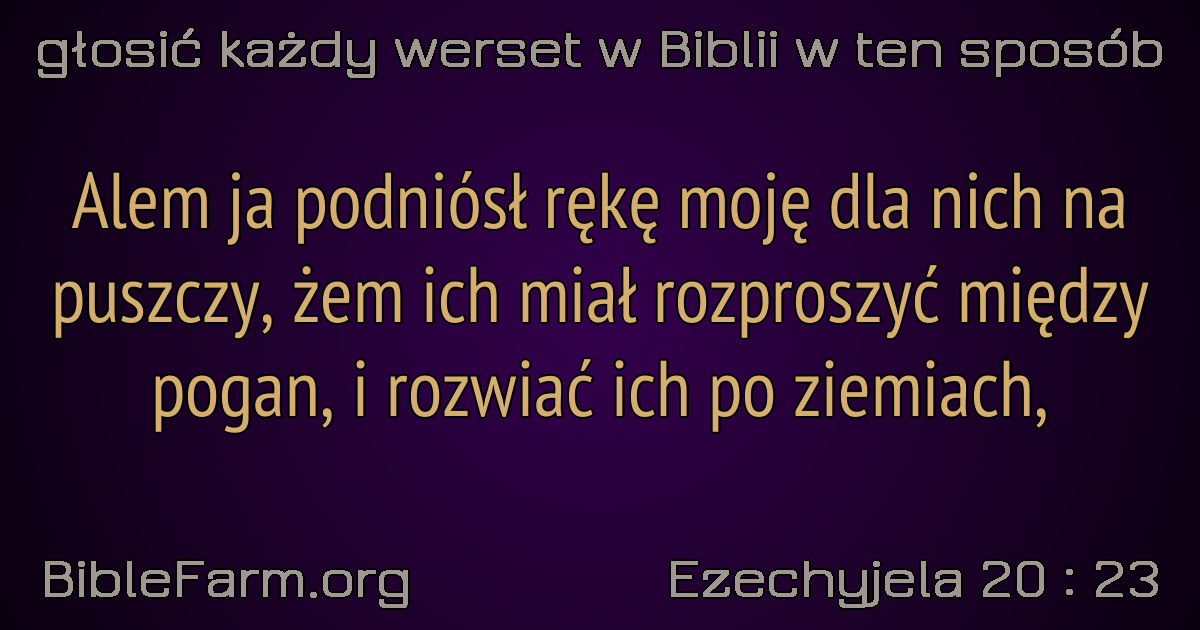 głosić każdy werset w Biblii w ten sposób
Alem ja podniósł rękę moję dla nich na
puszczy, żem ich miał rozproszyć między
pogan, i rozwiać ich po ziemiach,
BibleFarm.org
Ezechyjela 20 : 23